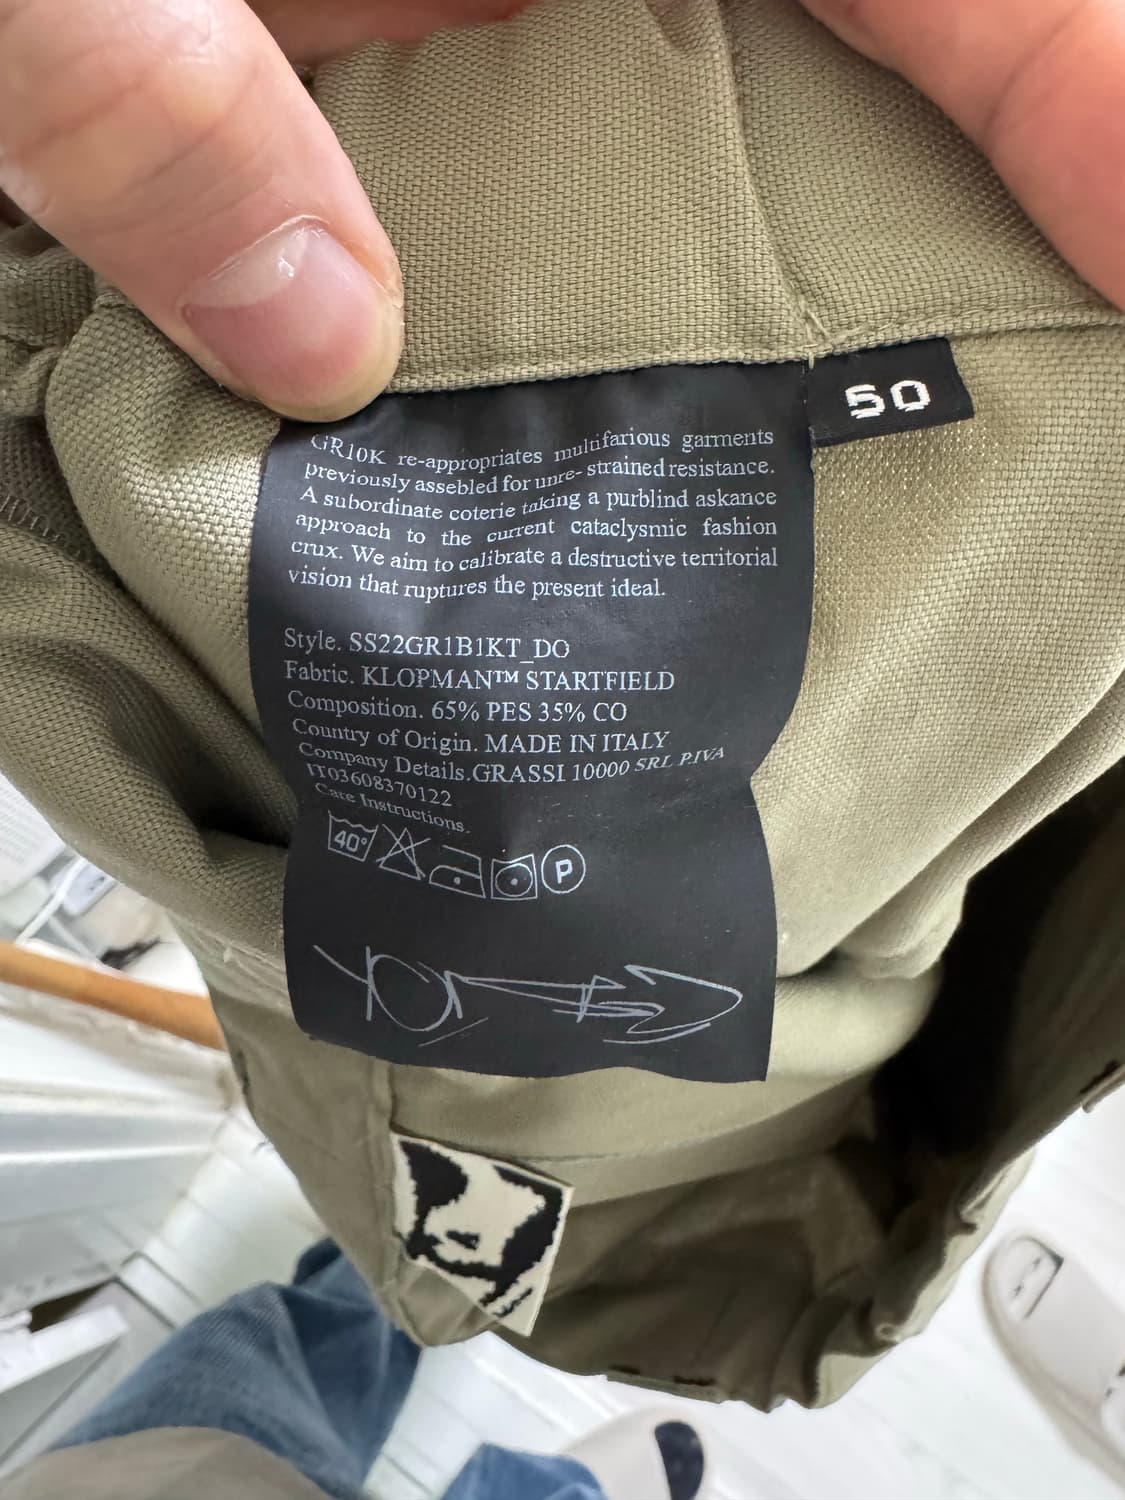 50
GR10K re-appropriates multifarious garments
previously assebled for unre- strained resistance.
A subordinate coterie taking a purblind askance
approach to the current cataclysmic fashion
crux. We aim to calibrate a destructive territorial
vision that ruptures the present ideal.
Style. SS22GR1B1KT_DO
Fabric. KLOPMAN™ STARTFIELD
Composition. 65% PES 35% CO
Country of Origin. MADE IN ITALY
Company Details.GRASSI 10000 SRL P.IVA
IT03608370122
Care Instructions.
40° P